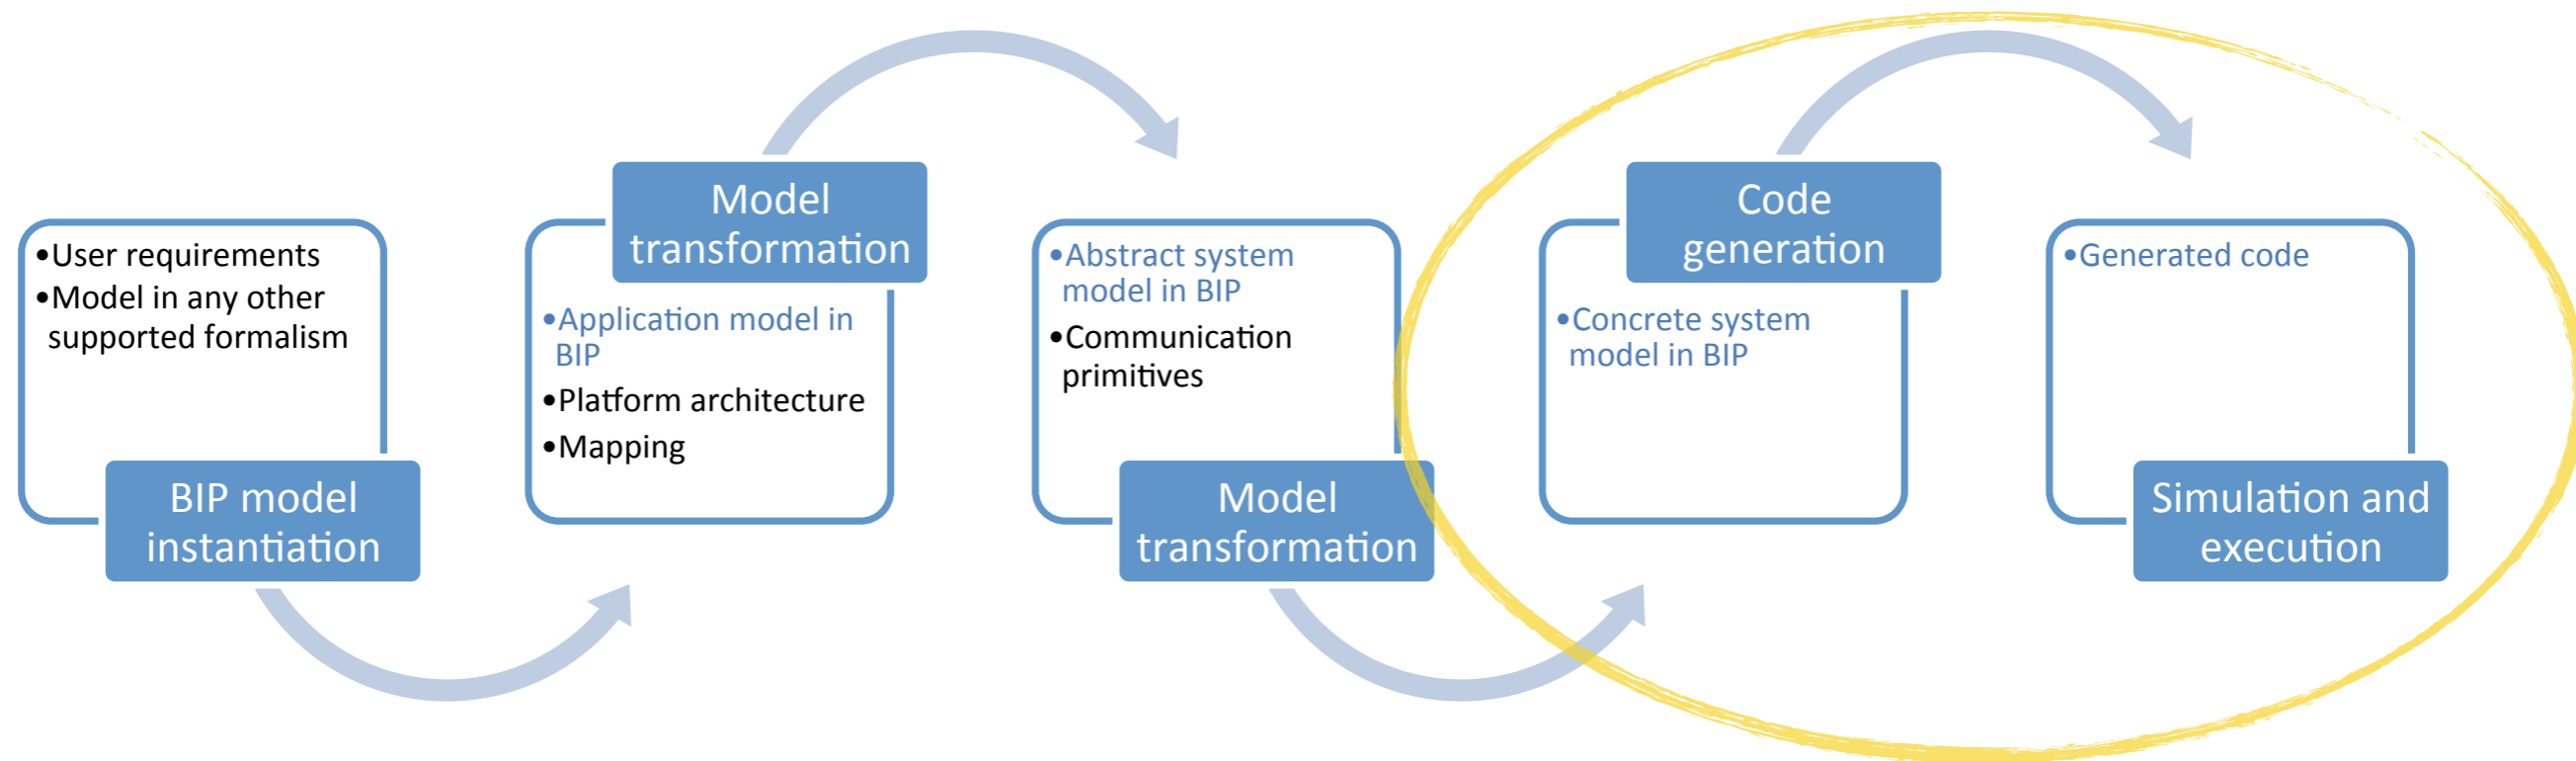 •User requirements
•Model in any other
supported formalism
BIP model
instantiation
Model
transformation
•Application model in
BIP
•Platform architecture
•Mapping
•Abstract system
model in BIP
•Communication
primitives
Model
transformation
Code
generation
•Concrete system
model in BIP
•Generated code
Simulation and
execution